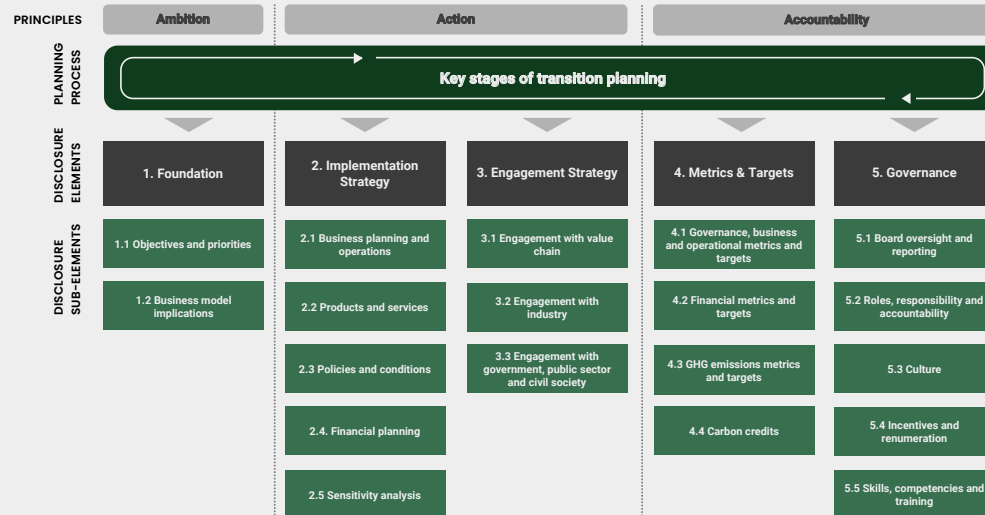 PRINCIPLES
Ambition
Action
Accountability
PLANNING
PROCESS
Key stages of transition planning
DISCLOSURE
ELEMENTS
1. Foundation
2. Implementation
Strategy
3. Engagement Strategy
4. Metrics & Targets
5. Governance
DISCLOSURE
SUB-ELEMENTS
1.1 Objectives and priorities
1.2 Business model
implications
2.1 Business planning and
operations
2.2 Products and services
2.3 Policies and conditions
2.4. Financial planning
2.5 Sensitivity analysis
3.1 Engagement with value
chain
3.2 Engagement with
industry
3.3 Engagement with
government, public sector
and civil society
4.1 Governance, business
and operational metrics and
targets
4.2 Financial metrics and
targets
4.3 GHG emissions metrics
and targets
4.4 Carbon credits
5.1 Board oversight and
reporting
5.2 Roles, responsibility and
accountability
5.3 Culture
5.4 Incentives and
renumeration
5.5 Skills, competencies and
training